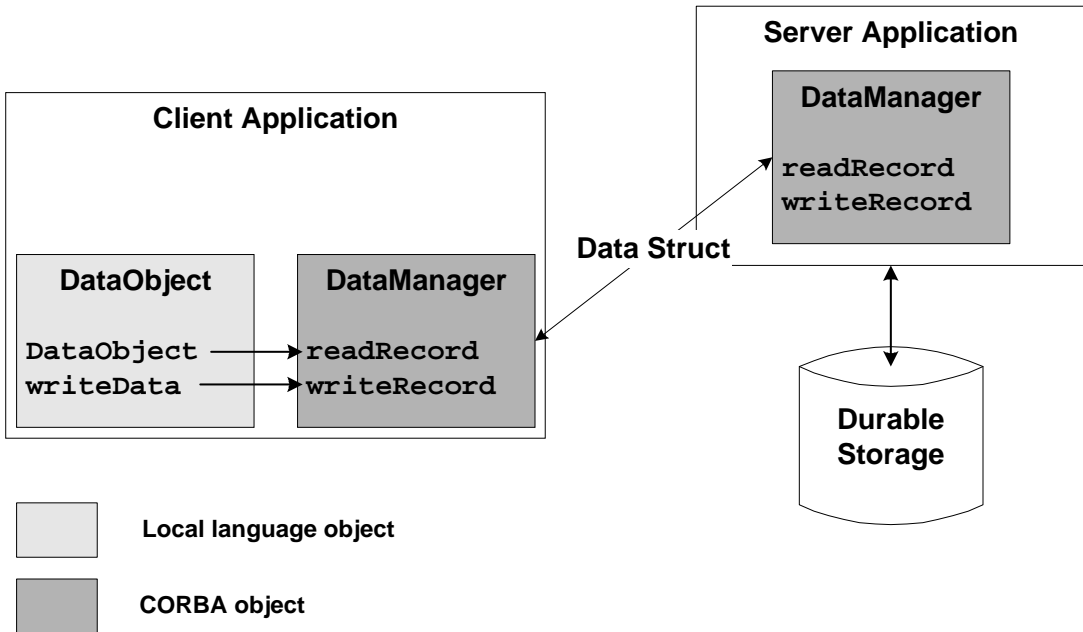 Server Application
DataManager
readRecord
writeRecord
Client Application
Data Struct
DataObject
DataObject
writeData
DataManager
readRecord
writeRecord
Durable
Storage
Local language object
CORBA object